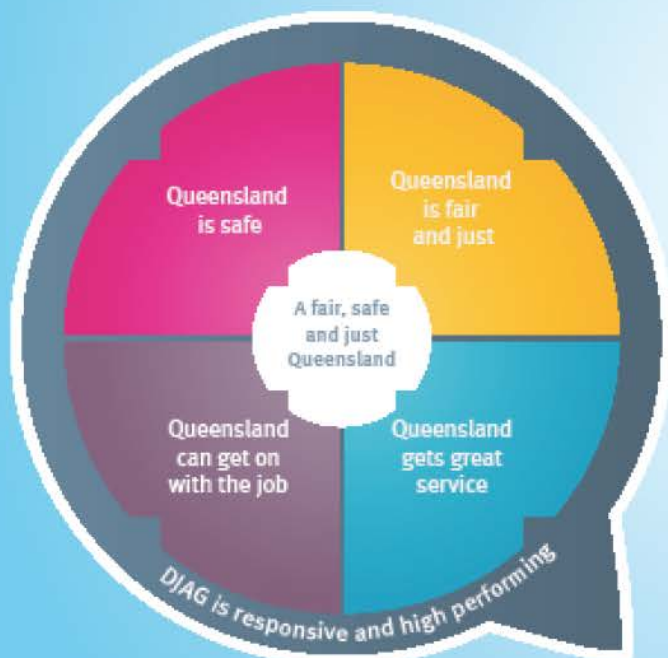 Queensland
is safe
Queensland
is fair
and just
A fair, safe
and just
Queensland
Queensland
can get on
with the job
Queensland
gets great
service
DJAG is responsive and high performing